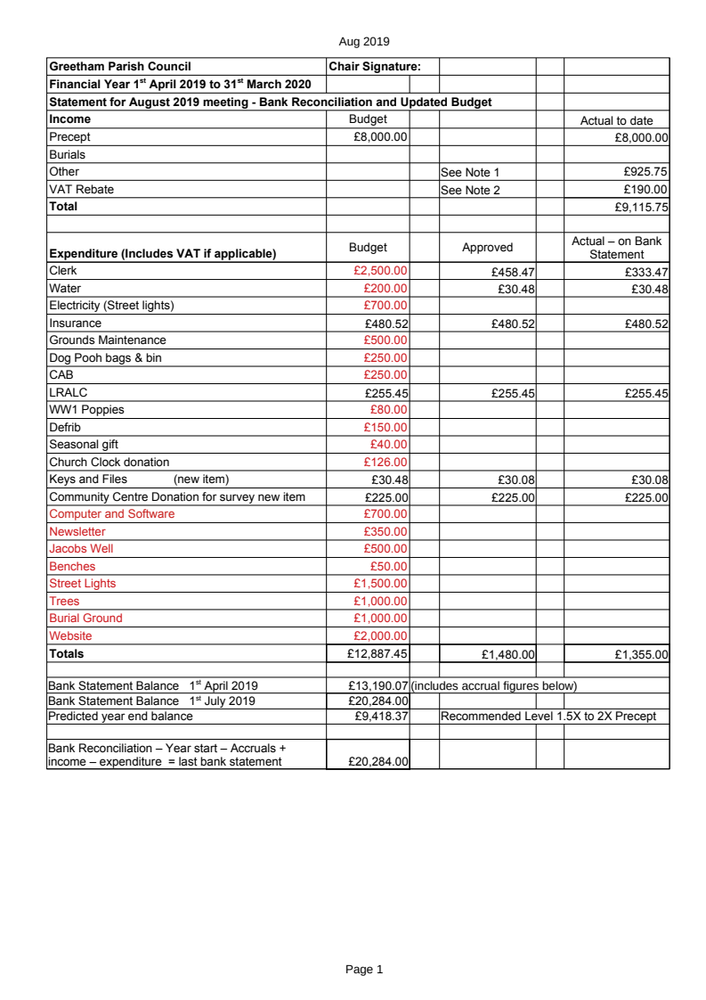 Aug 2019
Greetham Parish Council Chair Signature:
Financial Year 1st April 2019 to 31st March 2020
Statement for August 2019 meeting - Bank Reconciliation and Updated Budget
Income Budget Actual to date
Precept £8,000.00 £8,000.00
Burials
Other See Note 1 £925.75
VAT Rebate See Note 2 £190.00
Total £9,115.75
Expenditure (Includes VAT if applicable) Budget Approved Actual – on Bank Statement
Clerk £2,500.00 £458.47 £333.47
Water £200.00 £30.48 £30.48
Electricity (Street lights) £700.00
Insurance £480.52 £480.52 £480.52
Grounds Maintenance £500.00
Dog Pooh bags & bin £250.00
CAB £250.00
LRALC £255.45 £255.45 £255.45
WW1 Poppies £80.00
Defrib £150.00
Seasonal gift £40.00
Church Clock donation £126.00
Keys and Files (new item) £30.48 £30.08 £30.08
Community Centre Donation for survey new item £225.00 £225.00 £225.00
Computer and Software £700.00
Newsletter £350.00
Jacobs Well £500.00
Benches £50.00
Street Lights £1,500.00
Trees £1,000.00
Burial Ground £1,000.00
Website £2,000.00
Totals £12,887.45 £1,480.00 £1,355.00
Bank Statement Balance 1st April 2019 £13,190.07 (includes accrual figures below)
Bank Statement Balance 1st July 2019 £20,284.00
Predicted year end balance £9,418.37 Recommended Level 1.5X to 2X Precept
Bank Reconciliation – Year start – Accruals +
income – expenditure = last bank statement £20,284.00
Page 1